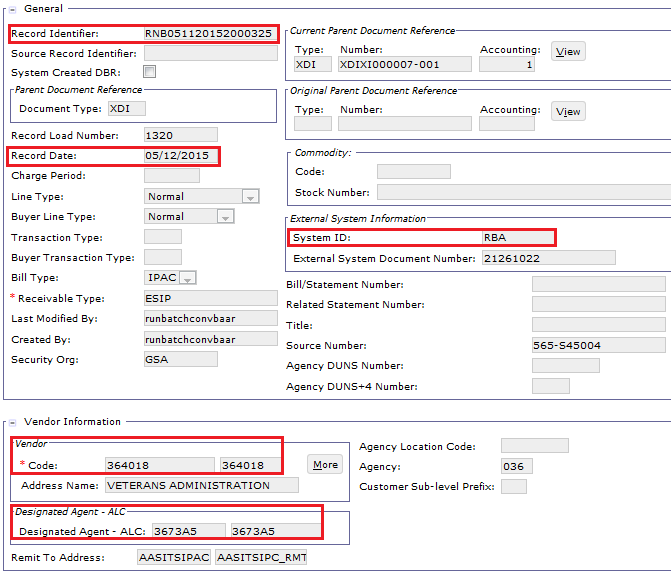 General
Record Identifier: RNB051120152000325
Source Record Identifier:
System Created DBR:
Parent Document Reference
Document Type: XDI
Record Load Number: 1320
Record Date: 05/12/2015
Charge Period:
Line Type: Normal
Buyer Line Type: Normal
Transaction Type:
Buyer Transaction Type:
Bill Type: IPAC
* Receivable Type: ESIP
Last Modified By: runbatchconvbaar
Created By: runbatchconvbaar
Security Org: GSA
Current Parent Document Reference
Type: Number: Accounting: View
XDI XDIXI000007-001 1
Original Parent Document Reference
Type: Number: Accounting: View
Commodity:
Code:
Stock Number:
External System Information
System ID: RBA
External System Document Number: 21261022
Bill/Statement Number:
Related Statement Number:
Title:
Source Number: 565-S45004
Agency DUNS Number:
Agency DUNS+4 Number:
Vendor Information
Vendor
* Code: 364018 364018 More
Address Name: VETERANS ADMINISTRATION
Designated Agent - ALC
Designated Agent - ALC: 3673A5 3673A5
Remit To Address: AASITSIPAC AASITSIPC_RMT
Agency Location Code:
Agency: 036
Customer Sub-level Prefix: